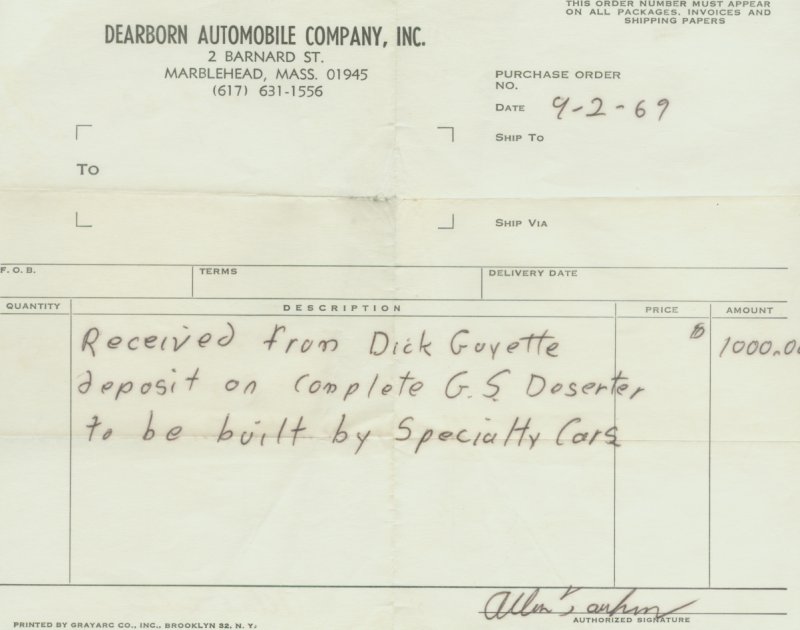 THIS ORDER NUMBER MUST APPEAR
ON ALL PACKAGES, INVOICES AND
SHIPPING PAPERS
DEARBORN AUTOMOBILE COMPANY, INC.
2 BARNARD ST.
MARBLEHEAD, MASS. 01945
(617) 631-1556
PURCHASE ORDER
NO.
DATE 9-2-69
SHIP TO
TO
SHIP VIA
F. O. B. TERMS DELIVERY DATE
QUANTITY DESCRIPTION PRICE AMOUNT
Received from Dick Goyette $ 1000.00
deposit on complete G.S. Deserter
to be built by Specialty Cars
AUTHORIZED SIGNATURE
PRINTED BY GRAYARC CO., INC., BROOKLYN 32, N. Y.